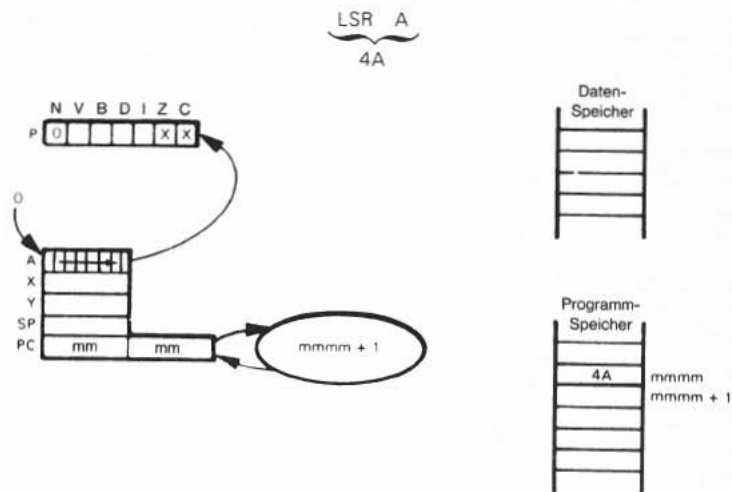 LSR A
4A
N V B D I Z C
P 0 X X
0
A
X
Y
SP
PC mm mm
mmmm + 1
Daten-
Speicher
Programm-
Speicher
4A mmmm
mmmm + 1